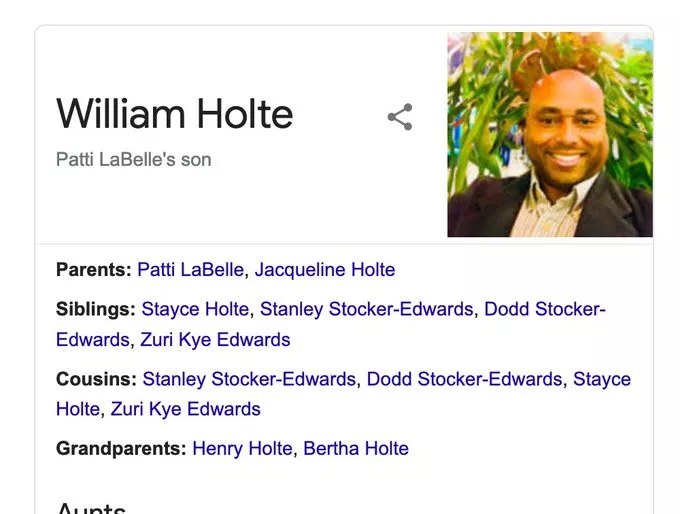 William Holte
Patti LaBelle's son
Parents: Patti LaBelle, Jacqueline Holte
Siblings: Stayce Holte, Stanley Stocker-Edwards, Dodd Stocker-
Edwards, Zuri Kye Edwards
Cousins: Stanley Stocker-Edwards, Dodd Stocker-Edwards, Stayce
Holte, Zuri Kye Edwards
Grandparents: Henry Holte, Bertha Holte
Aunts